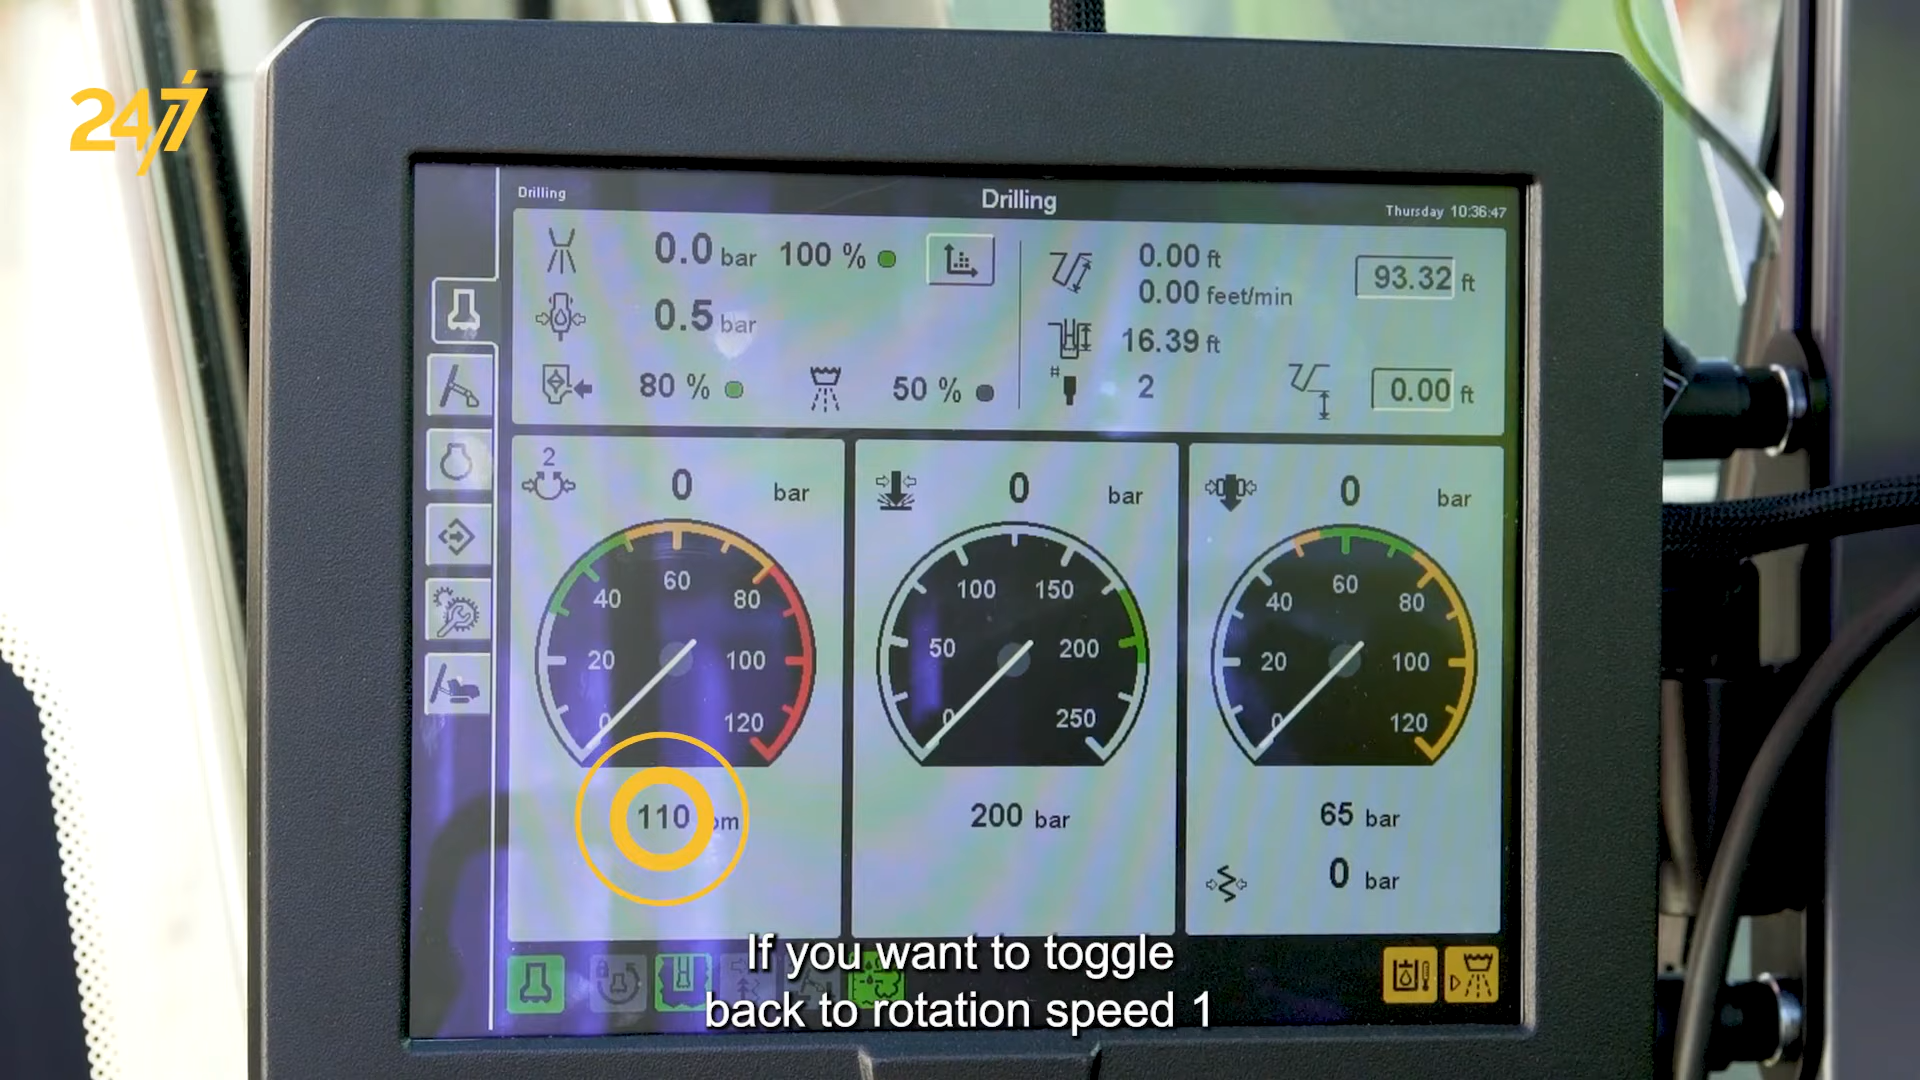 24/7
Drilling
Drilling
Thursday 10:36:47
0.0 bar 100 %
0.5 bar
80 % 50 %
0.00 ft
0.00 feet/min
93.32 ft
16.39 ft
# 2
0.00 ft
2
0 bar
0 20 40 60 80 100 120
110
0 bar
0 50 100 150 200 250
200 bar
0 bar
0 20 40 60 80 100 120
65 bar
0 bar
If you want to toggle
back to rotation speed 1